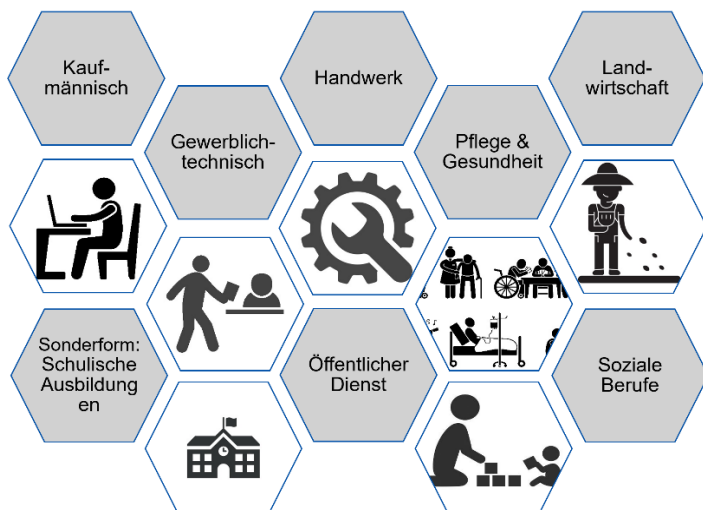 Kauf-
männisch
Handwerk
Land-
wirtschaft
Gewerblich-
technisch
Pflege &
Gesundheit
Sonderform:
Schulische
Ausbildung
en
Öffentlicher
Dienst
Soziale
Berufe